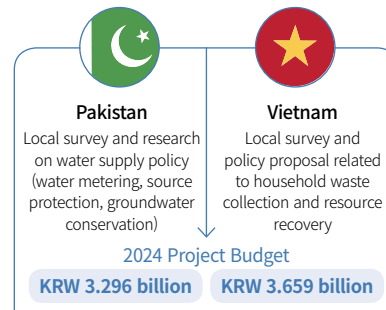 Pakistan
Local survey and research
on water supply policy
(water metering, source
protection, groundwater
conservation)
Vietnam
Local survey and
policy proposal related
to household waste
collection and resource
recovery
2024 Project Budget
KRW 3.296 billion
KRW 3.659 billion